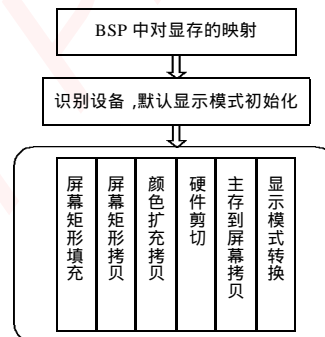 BSP 中对显存的映射
识别设备 ,默认显示模式初始化
屏幕矩形填充
屏幕矩形拷贝
颜色扩充拷贝
硬件剪切
主存到屏幕拷贝
显示模式转换